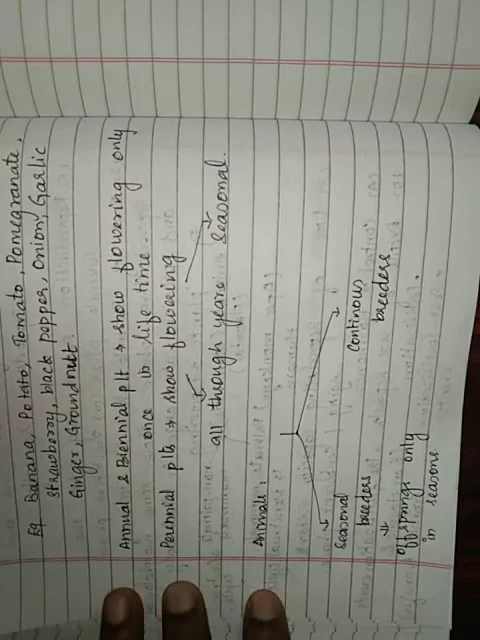 Eg Banana, Potato, Tomato, Pomegranate,
strawberry, black pepper, Onion, Garlic
Ginger, Groundnut.
Annual & Biennial plt → show flowering only
once in life time
Perennial plts → show flowering
all through years seasonal.
Animals.
seasonal breeders
↓
offsprings only
in seasons
continous breeders